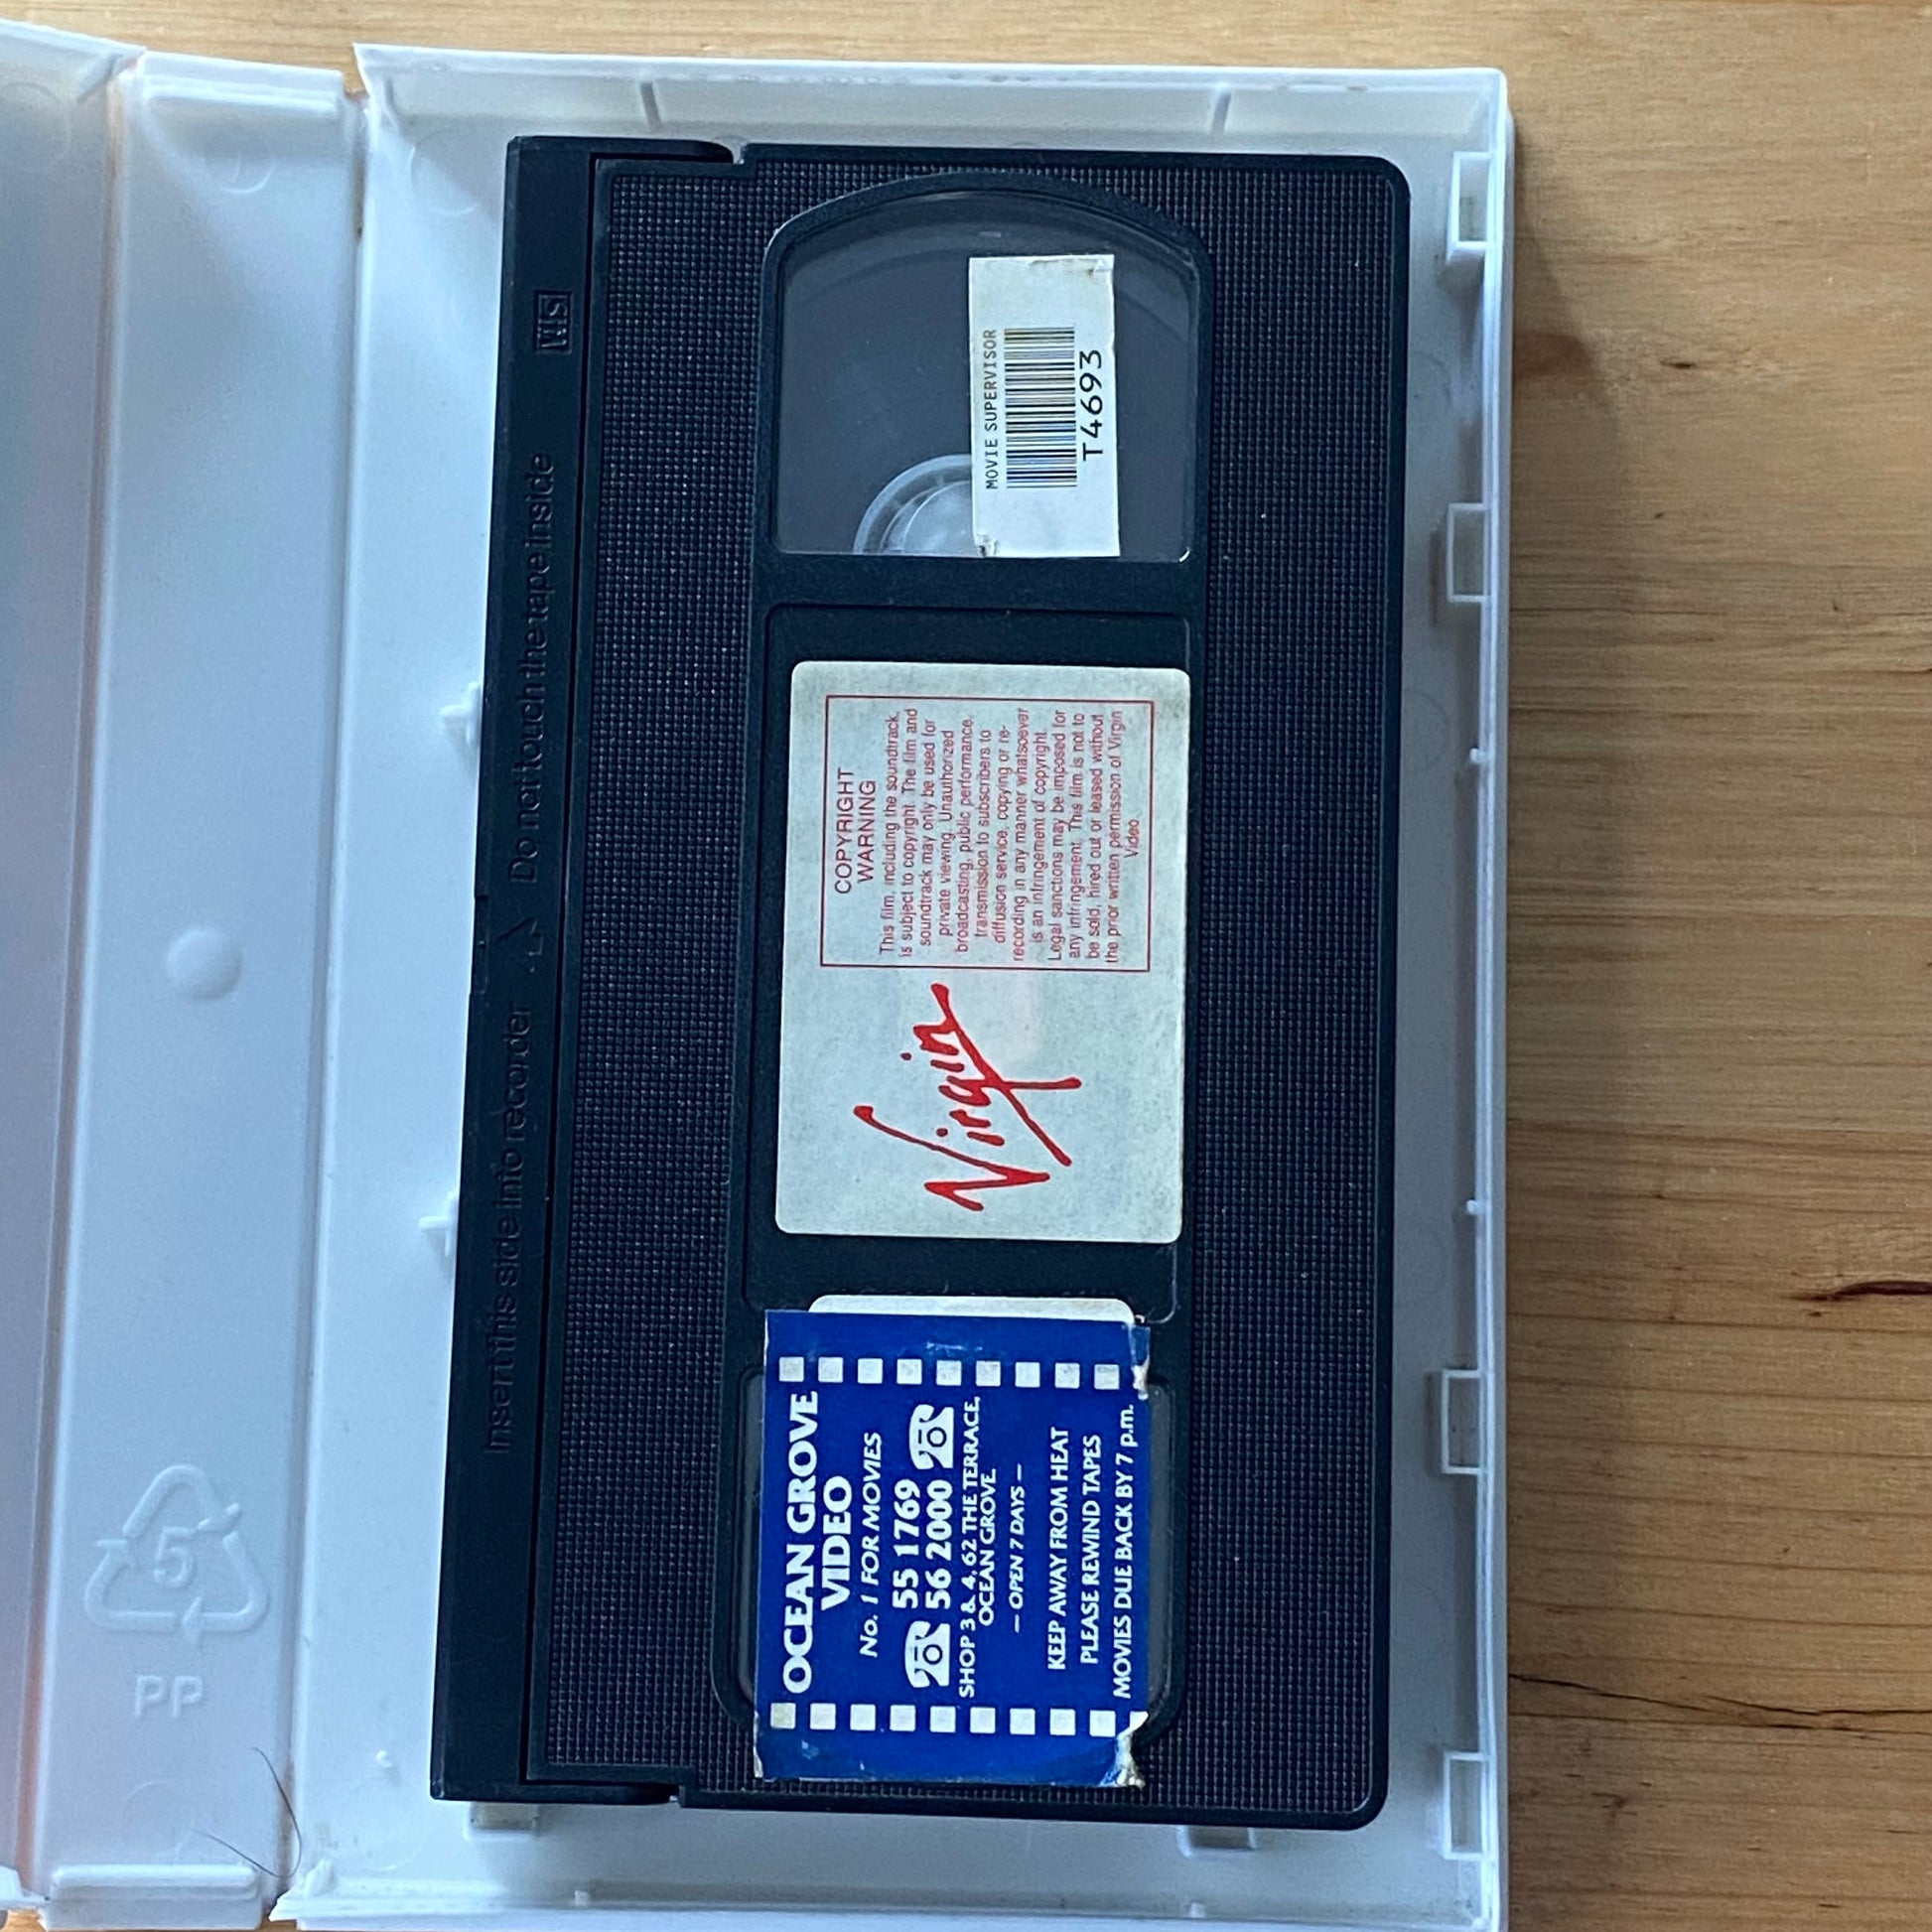 VHS
Insert this side into recorder Do not touch the tape inside
MOVIE SUPERVISOR
T4693
COPYRIGHT
WARNING
This film, including the soundtrack,
is subject to copyright. The film and
soundtrack may only be used for
private viewing. Unauthorized
broadcasting, public performance,
transmission to subscribers to
diffusion service, copying or re-
recording in any manner whatsoever
is an infringement of copyright.
Legal sanctions may be imposed for
any infringement. This film is not to
be sold, hired out or leased without
the prior written permission of Virgin
Video.
Virgin
OCEAN GROVE
VIDEO
No. 1 FOR MOVIES
55 1769
56 2000
SHOP 3 & 4, 62 THE TERRACE,
OCEAN GROVE
– OPEN 7 DAYS –
KEEP AWAY FROM HEAT
PLEASE REWIND TAPES
MOVIES DUE BACK BY 7 p.m.
5
PP